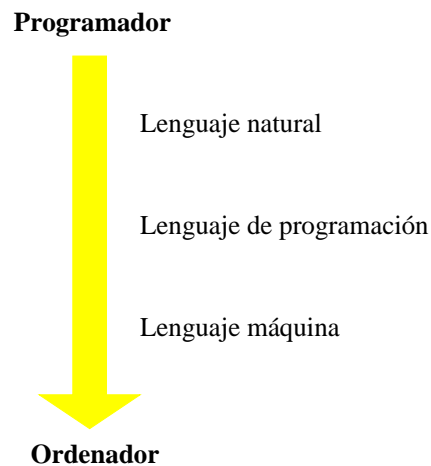 Programador
Lenguaje natural
Lenguaje de programación
Lenguaje máquina
Ordenador